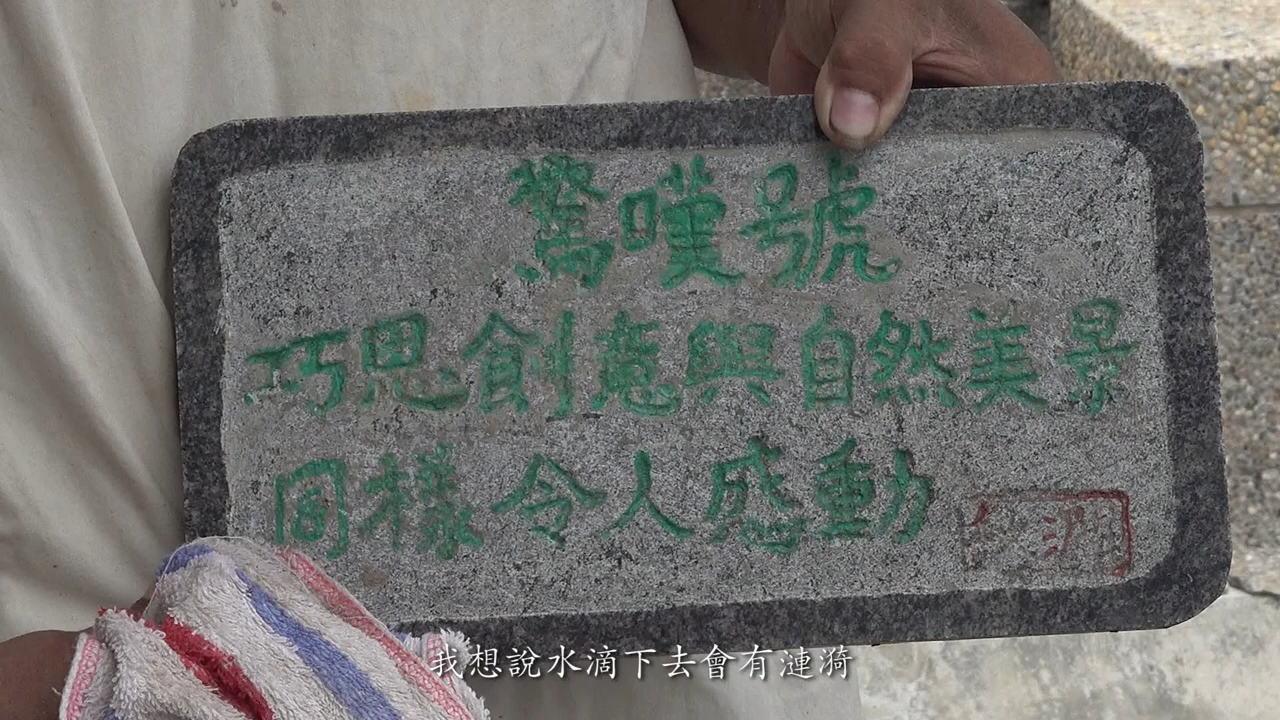 驚嘆號
巧思創意與自然美景
同樣令人感動
我想說水滴下去會有漣漪